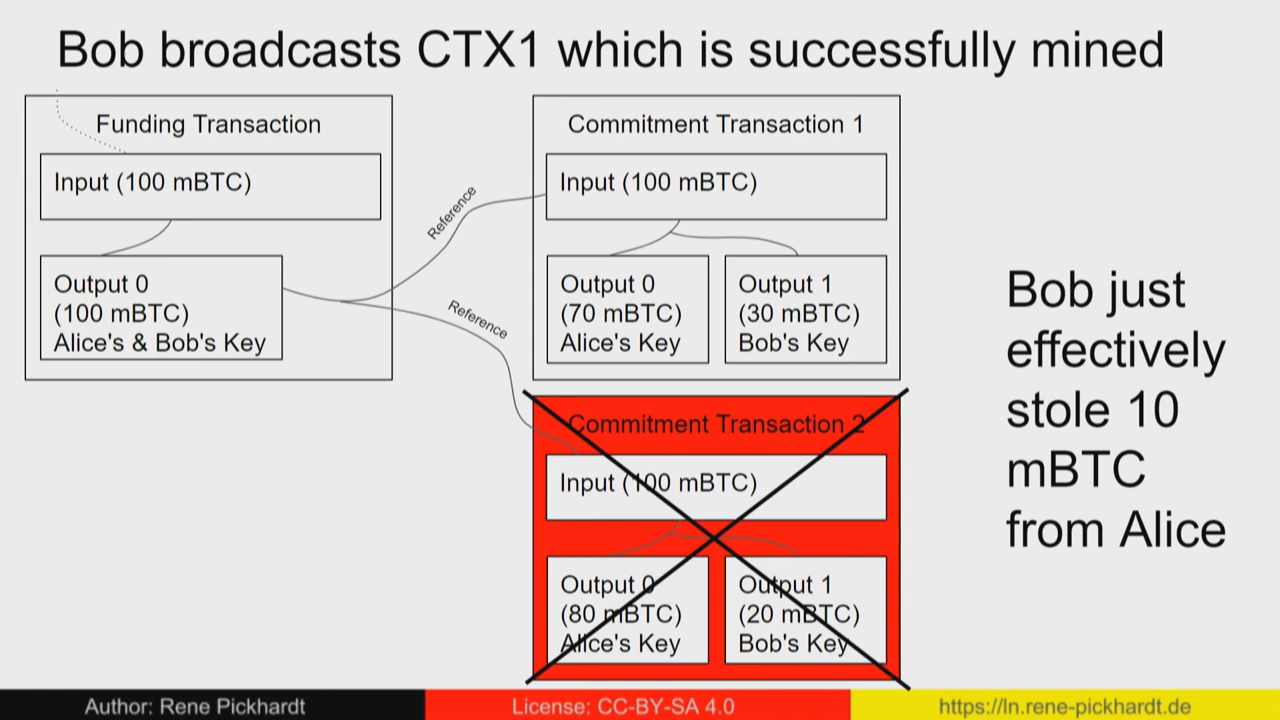 Bob broadcasts CTX1 which is successfully mined
Funding Transaction
Input (100 mBTC)
Output 0
(100 mBTC)
Alice's & Bob's Key
Reference
Reference
Commitment Transaction 1
Input (100 mBTC)
Output 0
(70 mBTC)
Alice's Key
Output 1
(30 mBTC)
Bob's Key
Commitment Transaction 2
Input (100 mBTC)
Output 0
(80 mBTC)
Alice's Key
Output 1
(20 mBTC)
Bob's Key
Bob just
effectively
stole 10
mBTC
from Alice
Author: Rene Pickhardt
License: CC-BY-SA 4.0
https://ln.rene-pickhardt.de